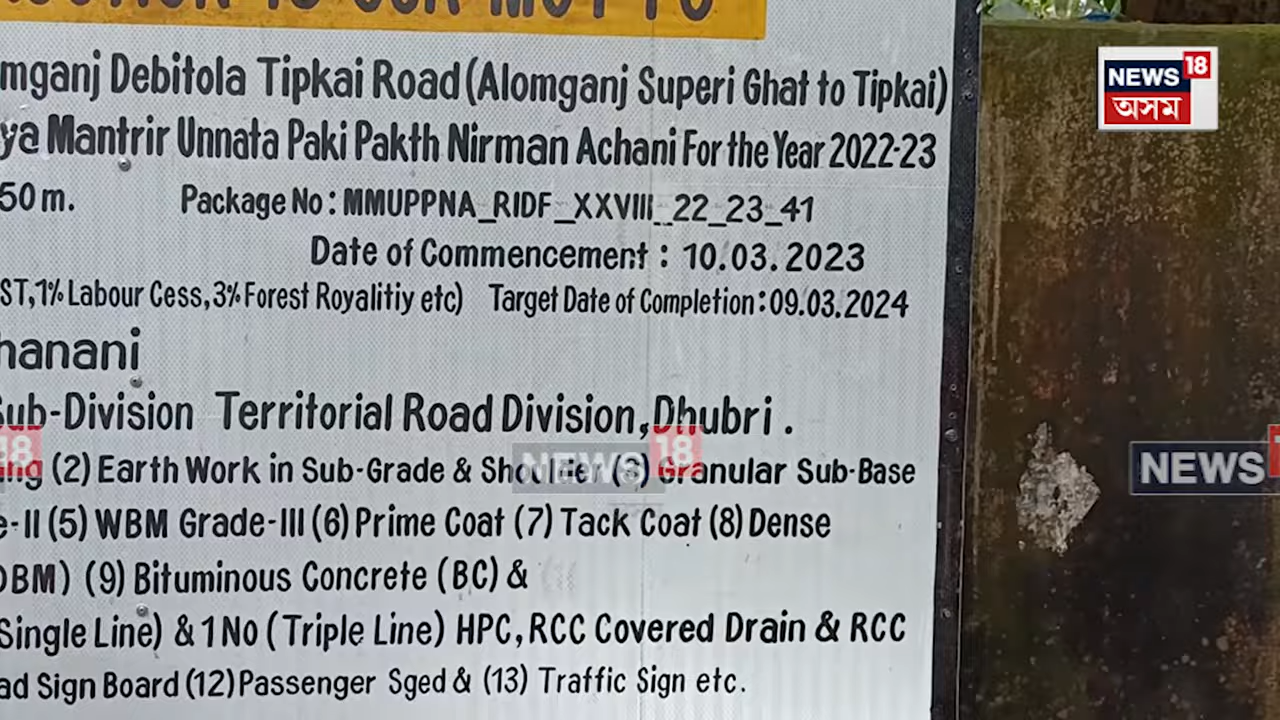 mganj Debitola Tipkai Road (Alomganj Superi Ghat to Tipkai)
ya Mantrir Unnata Paki Pakth Nirman Achani For the Year 2022-23
50 m. Package No : MMUPPNA_RIDF_XXVIII_22_23_41
Date of Commencement : 10.03.2023
ST, 1% Labour Cess, 3% Forest Royalitiy etc) Target Date of Completion : 09.03.2024
hanani
Sub-Division Territorial Road Division, Dhubri .
ing (2) Earth Work in Sub-Grade & Shoulder (3) Granular Sub-Base
e-II (5) WBM Grade-III (6) Prime Coat (7) Tack Coat (8) Dense
DBM) (9) Bituminous Concrete (BC) &
Single Line) & 1 No (Triple Line) HPC, RCC Covered Drain & RCC
ad Sign Board (12) Passenger Sged & (13) Traffic Sign etc.
NEWS 18
অসম
18
NEWS 18
NEWS